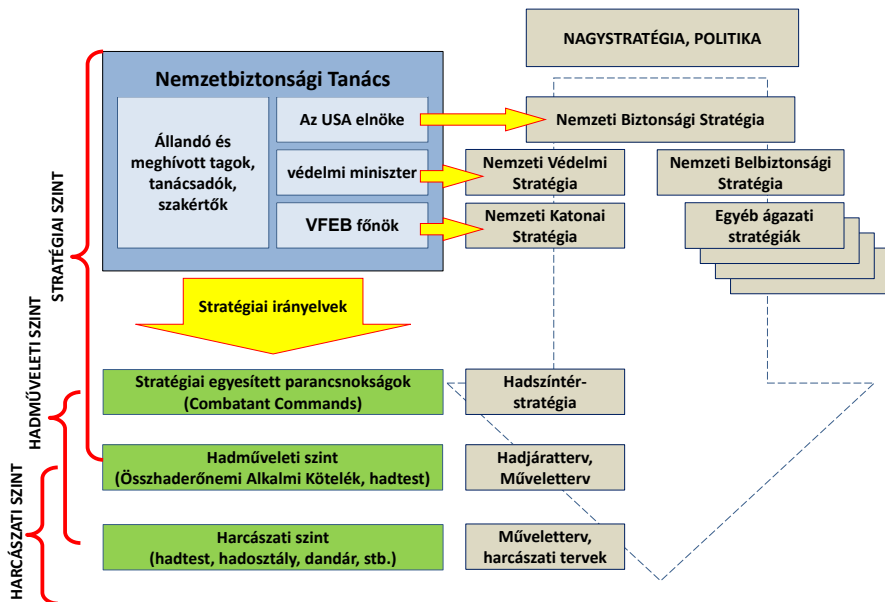 NAGYSTRATÉGIA, POLITIKA
Nemzetbiztonsági Tanács
Állandó és
meghívott tagok,
tanácsadók,
szakértők
Az USA elnöke
védelmi miniszter
VFEB főnök
Nemzeti Biztonsági Stratégia
Nemzeti Védelmi
Stratégia
Nemzeti Belbiztonsági
Stratégia
Nemzeti Katonai
Stratégia
Egyéb ágazati
stratégiák
Stratégiai irányelvek
Stratégiai egyesített parancsnokságok
(Combatant Commands)
Hadszíntér-
stratégia
Hadműveleti szint
(Összhaderőnemi Alkalmi Kötelék, hadtest)
Hadjáratterv,
Műveletterv
Harcászati szint
(hadtest, hadosztály, dandár, stb.)
Műveletterv,
harcászati tervek
STRATÉGIAI SZINT
HADMŰVELETI SZINT
HARCÁSZATI SZINT